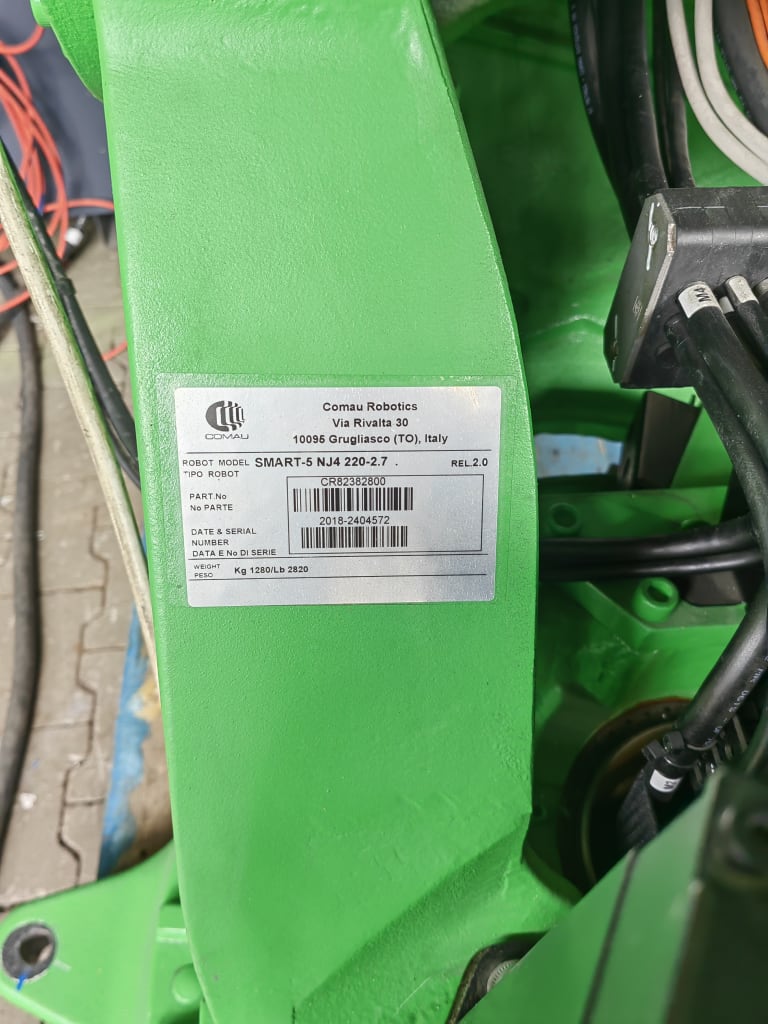 COMAU
Comau Robotics
Via Rivalta 30
10095 Grugliasco (TO), Italy
ROBOT MODEL SMART-5 NJ4 220-2.7 . REL.2.0
TIPO ROBOT
CR82382800
PART.No
No PARTE
2018-2404572
DATE & SERIAL
NUMBER
DATA E No DI SERIE
WEIGHT
PESO Kg 1280/Lb 2820
M4